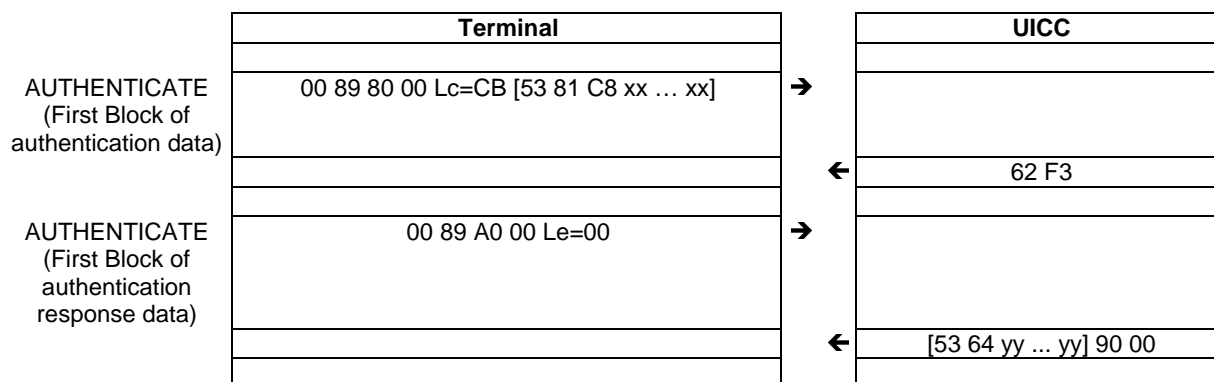 Terminal UICC
AUTHENTICATE 00 89 80 00 Lc=CB [53 81 C8 xx … xx] ➔
(First Block of
authentication data)
🡰 62 F3
AUTHENTICATE 00 89 A0 00 Le=00 ➔
(First Block of
authentication
response data)
🡰 [53 64 yy ... yy] 90 00